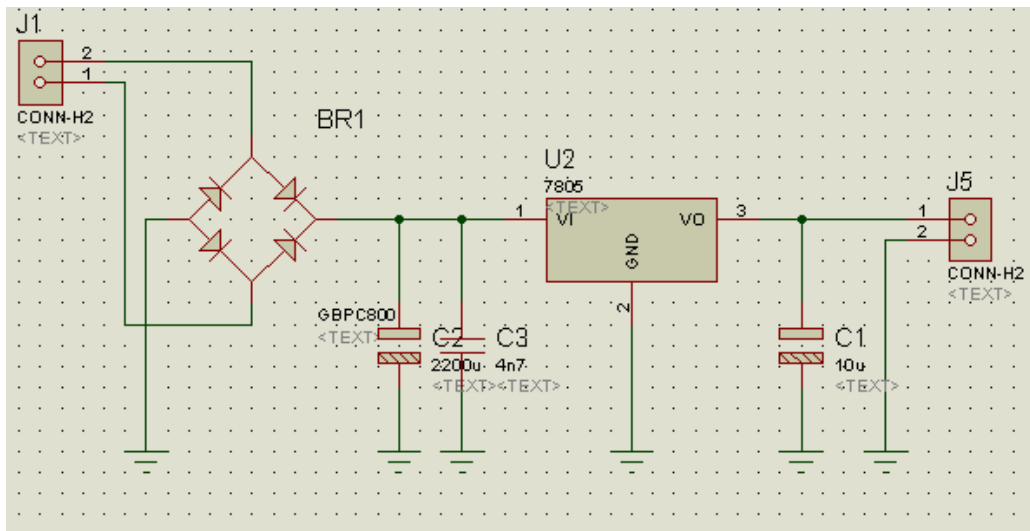 J1
2
1
CONN-H2
<TEXT>
BR1
GBPC800
<TEXT>
C2
2200u
<TEXT>
C3
4n7
<TEXT>
U2
7805
<TEXT>
1
VI
VO
3
GND
2
C1
10u
<TEXT>
J5
1
2
CONN-H2
<TEXT>